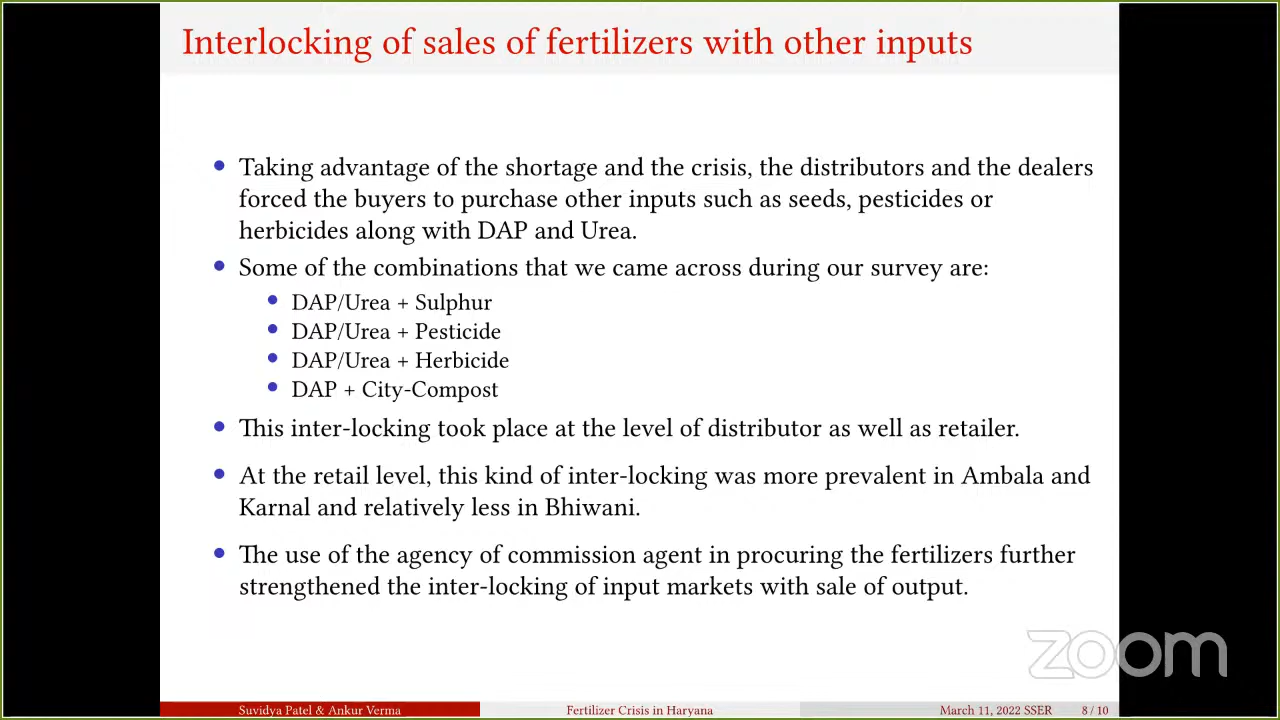 Interlocking of sales of fertilizers with other inputs
• Taking advantage of the shortage and the crisis, the distributors and the dealers
forced the buyers to purchase other inputs such as seeds, pesticides or
herbicides along with DAP and Urea.
• Some of the combinations that we came across during our survey are:
• DAP/Urea + Sulphur
• DAP/Urea + Pesticide
• DAP/Urea + Herbicide
• DAP + City-Compost
• This inter-locking took place at the level of distributor as well as retailer.
• At the retail level, this kind of inter-locking was more prevalent in Ambala and
Karnal and relatively less in Bhiwani.
• The use of the agency of commission agent in procuring the fertilizers further
strengthened the inter-locking of input markets with sale of output.
zoom
Suvidya Patel & Ankur Verma Fertilizer Crisis in Haryana March 11, 2022 SSER 8 / 10